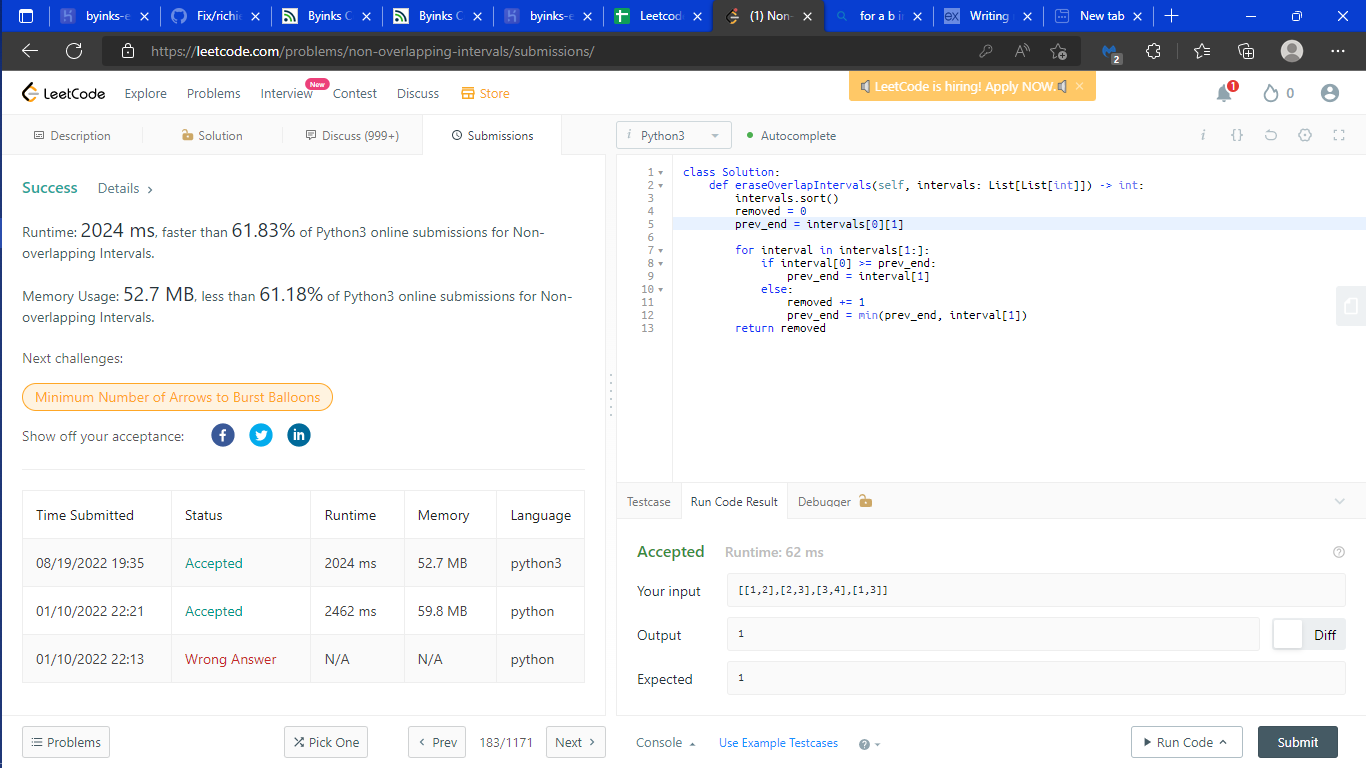 byinks-e
Fix/richi
Byinks C
Byinks C
byinks-e
Leetcod
(1) Non-
for a b i
Writing
New tab
https://leetcode.com/problems/non-overlapping-intervals/submissions/
2
LeetCode
Explore
Problems
Interview
New
Contest
Discuss
Store
LeetCode is hiring! Apply NOW.
1
0
Description
Solution
Discuss (999+)
Submissions
i Python3
Autocomplete
Success
Details
Runtime: 2024 ms, faster than 61.83% of Python3 online submissions for Non-
overlapping Intervals.
Memory Usage: 52.7 MB, less than 61.18% of Python3 online submissions for Non-
overlapping Intervals.
Next challenges:
Minimum Number of Arrows to Burst Balloons
Show off your acceptance:
Time Submitted Status Runtime Memory Language
08/19/2022 19:35 Accepted 2024 ms 52.7 MB python3
01/10/2022 22:21 Accepted 2462 ms 59.8 MB python
01/10/2022 22:13 Wrong Answer N/A N/A python
1 class Solution:
2 def eraseOverlapIntervals(self, intervals: List[List[int]]) -> int:
3 intervals.sort()
4 removed = 0
5 prev_end = intervals[0][1]
6
7 for interval in intervals[1:]:
8 if interval[0] >= prev_end:
9 prev_end = interval[1]
10 else:
11 removed += 1
12 prev_end = min(prev_end, interval[1])
13 return removed
Testcase
Run Code Result
Debugger
Accepted
Runtime: 62 ms
Your input
[[1,2],[2,3],[3,4],[1,3]]
Output
1
Diff
Expected
1
Problems
Pick One
Prev
183/1171
Next
Console
Use Example Testcases
Run Code
Submit